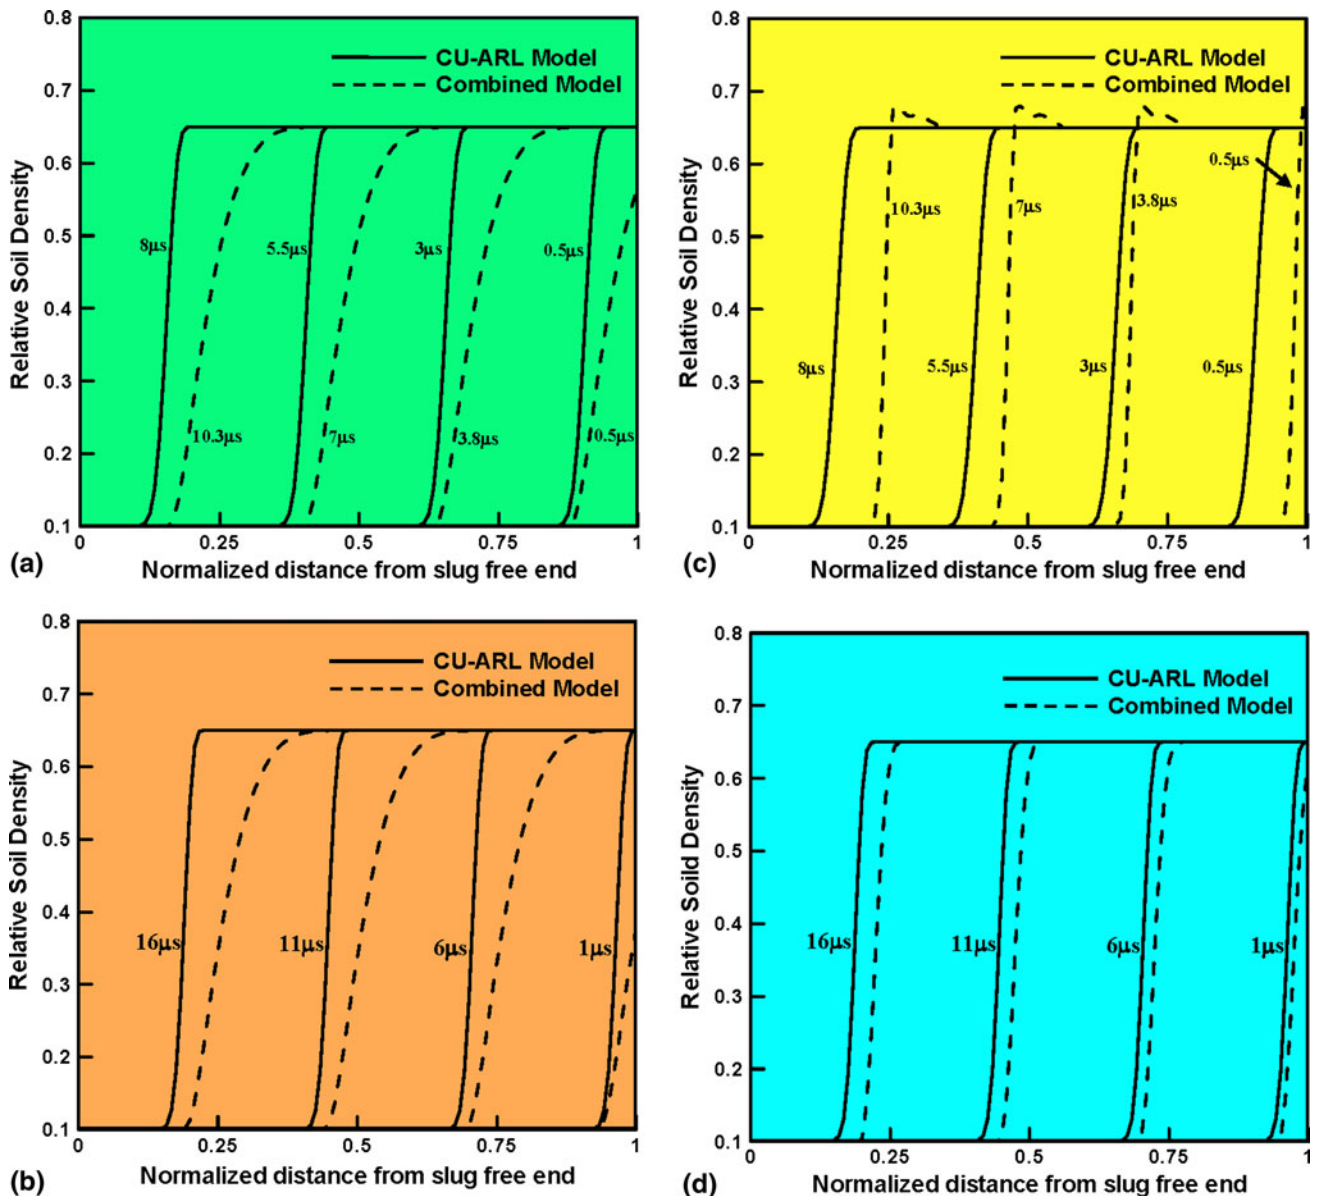 0.8
CU-ARL Model
Combined Model
0.7
0.6
0.5
0.4
0.3
0.2
0.1
Relative Soil Density
8μs
5.5μs
3μs
0.5μs
10.3μs
7μs
3.8μs
0.5μs
0
0.25
0.5
0.75
1
(a)
Normalized distance from slug free end
0.8
CU-ARL Model
Combined Model
0.7
0.6
0.5
0.4
0.3
0.2
0.1
Relative Soil Density
0.5μs
10.3μs
7μs
3.8μs
8μs
5.5μs
3μs
0.5μs
0
0.25
0.5
0.75
1
(c)
Normalized distance from slug free end
0.8
CU-ARL Model
Combined Model
0.7
0.6
0.5
0.4
0.3
0.2
0.1
Relative Soil Density
16μs
11μs
6μs
1μs
0
0.25
0.5
0.75
1
(b)
Normalized distance from slug free end
0.8
CU-ARL Model
Combined Model
0.7
0.6
0.5
0.4
0.3
0.2
0.1
Relative Soild Density
16μs
11μs
6μs
1μs
0
0.25
0.5
0.75
1
(d)
Normalized distance from slug free end